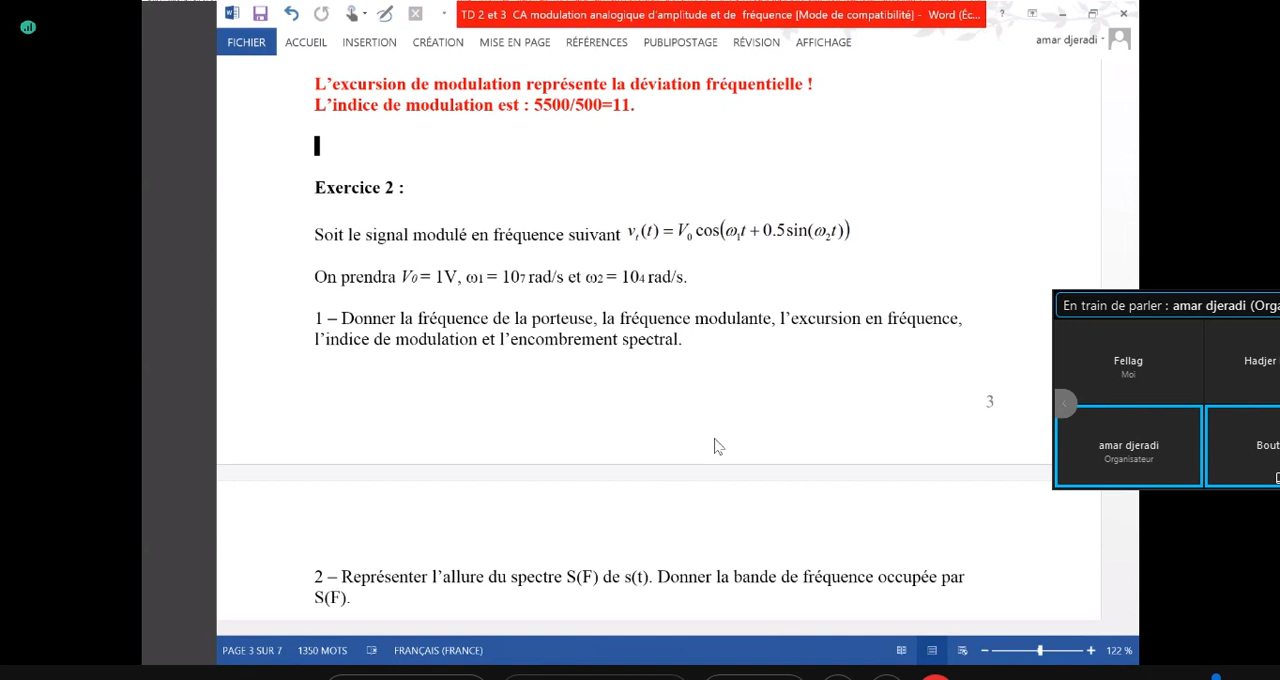 TD 2 et 3 CA modulation analogique d'amplitude et de fréquence [Mode de compatibilité] - Word (Éc...
?
FICHIER ACCUEIL INSERTION CRÉATION MISE EN PAGE RÉFÉRENCES PUBLIPOSTAGE RÉVISION AFFICHAGE amar djeradi
L'excursion de modulation représente la déviation fréquentielle !
L'indice de modulation est : 5500/500=11.
Exercice 2 :
Soit le signal modulé en fréquence suivant v_t(t) = V_0 cos(ω_1t + 0.5sin(ω_2t))
On prendra V0 = 1V, ω1 = 107 rad/s et ω2 = 104 rad/s.
1 – Donner la fréquence de la porteuse, la fréquence modulante, l'excursion en fréquence,
l'indice de modulation et l'encombrement spectral.
3
2 – Représenter l'allure du spectre S(F) de s(t). Donner la bande de fréquence occupée par
S(F).
PAGE 3 SUR 7 1350 MOTS FRANÇAIS (FRANCE) 122 %
En train de parler : amar djeradi (Orga
Fellag
Moi
Hadjer
amar djeradi
Organisateur
Bout